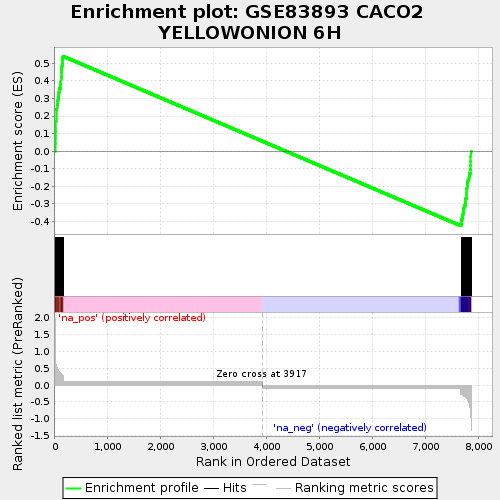 Enrichment plot: GSE83893 CACO2
YELLOWONION 6H
Enrichment score (ES)
0.5
0.4
0.3
0.2
0.1
0.0
-0.1
-0.2
-0.3
-0.4
'na_pos' (positively correlated)
Ranked list metric (PreRanked)
2.0
1.5
1.0
0.5
0.0
-0.5
-1.0
-1.5
Zero cross at 3917
'na_neg' (negatively correlated)
0 1,000 2,000 3,000 4,000 5,000 6,000 7,000 8,000
Rank in Ordered Dataset
Enrichment profile Hits Ranking metric scores